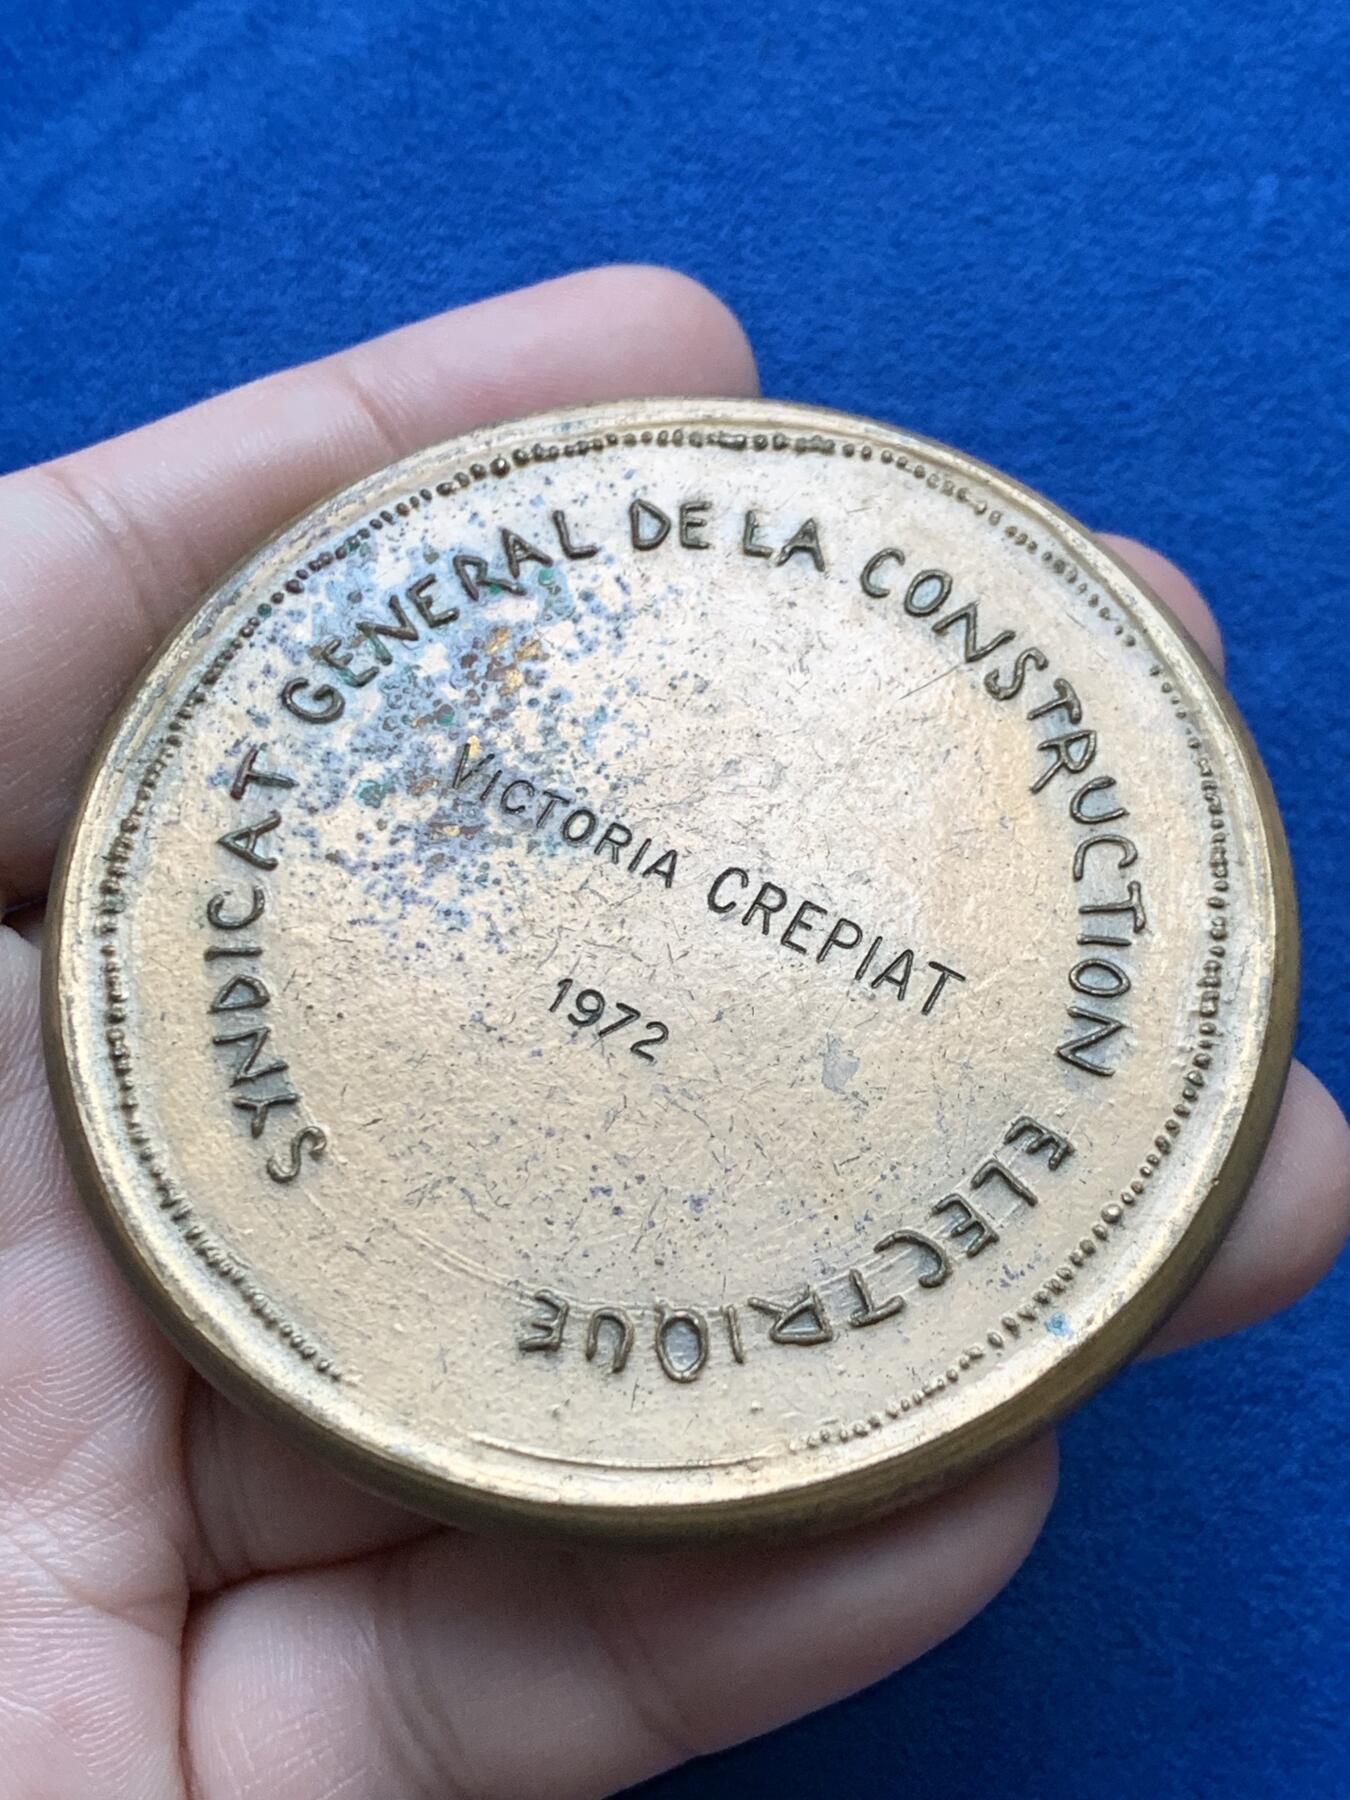 SYNDICAT GENERAL DE LA CONSTRUCTION ELECTRIQUE
VICTORIA CREPIAT
1972